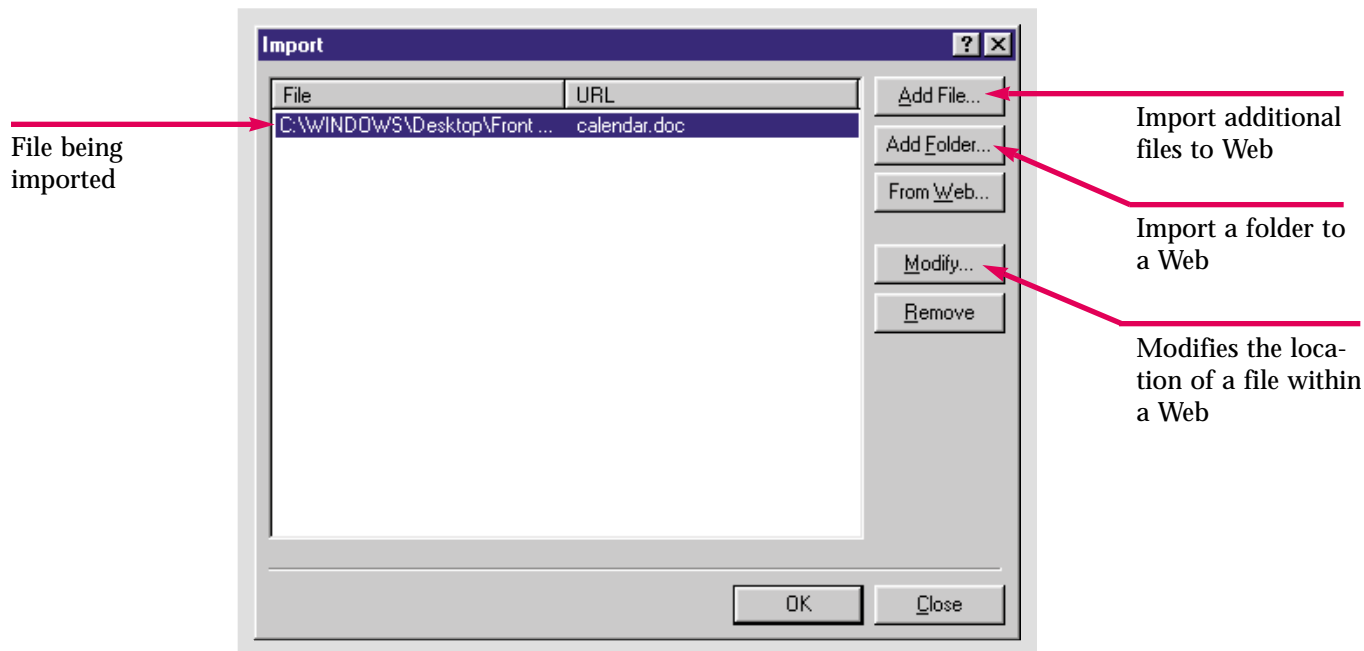 Import
File URL
C:\WINDOWS\Desktop\Front ... calendar.doc
Add File...
Add Folder...
From Web...
Modify...
Remove
OK
Close
File being
imported
Import additional
files to Web
Import a folder to
a Web
Modifies the loca-
tion of a file within
a Web